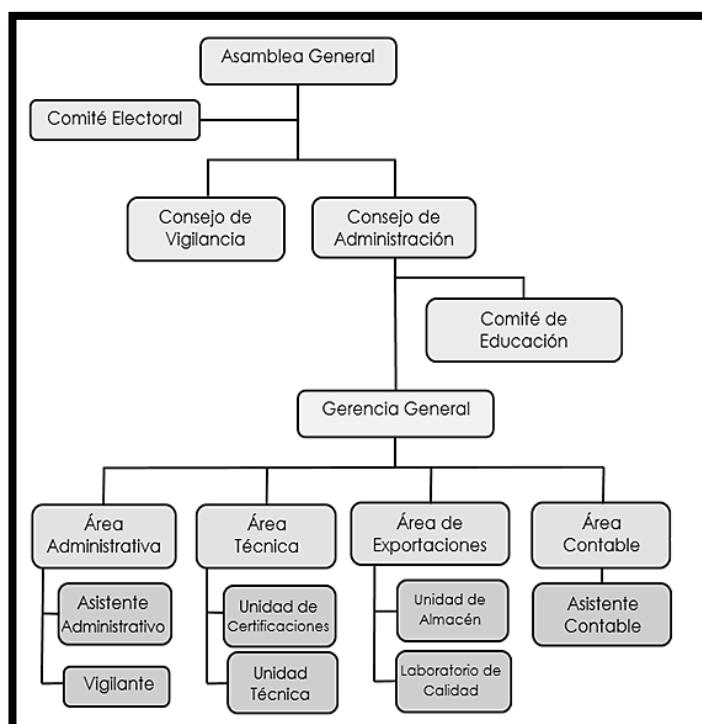 Asamblea General
Comité Electoral
Consejo de
Vigilancia
Consejo de
Administración
Comité de
Educación
Gerencia General
Área
Administrativa
Área
Técnica
Área de
Exportaciones
Área
Contable
Asistente
Administrativo
Unidad de
Certificaciones
Unidad de
Almacén
Asistente
Contable
Vigilante
Unidad
Técnica
Laboratorio de
Calidad